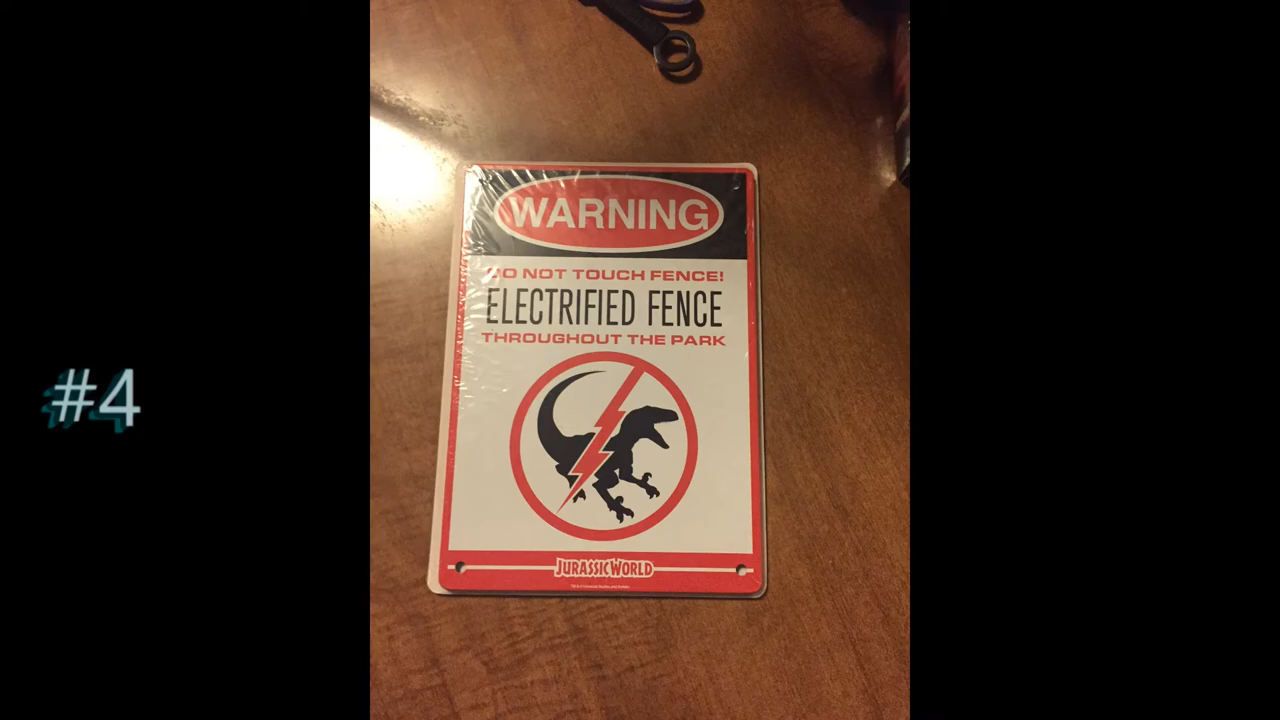 #4
WARNING
DO NOT TOUCH FENCE!
ELECTRIFIED FENCE
THROUGHOUT THE PARK
JURASSIC WORLD